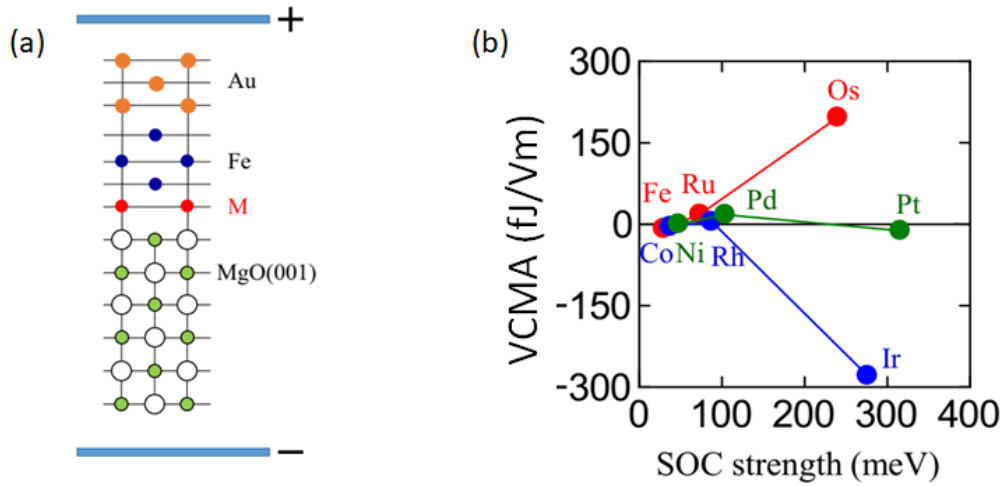 (a)
+
Au
Fe
M
MgO(001)
−
(b)
VCMA (fJ/Vm)
300
150
0
-150
-300
Os
Fe
Ru
Pd
Pt
Co
Ni
Rh
Ir
0 100 200 300 400
SOC strength (meV)